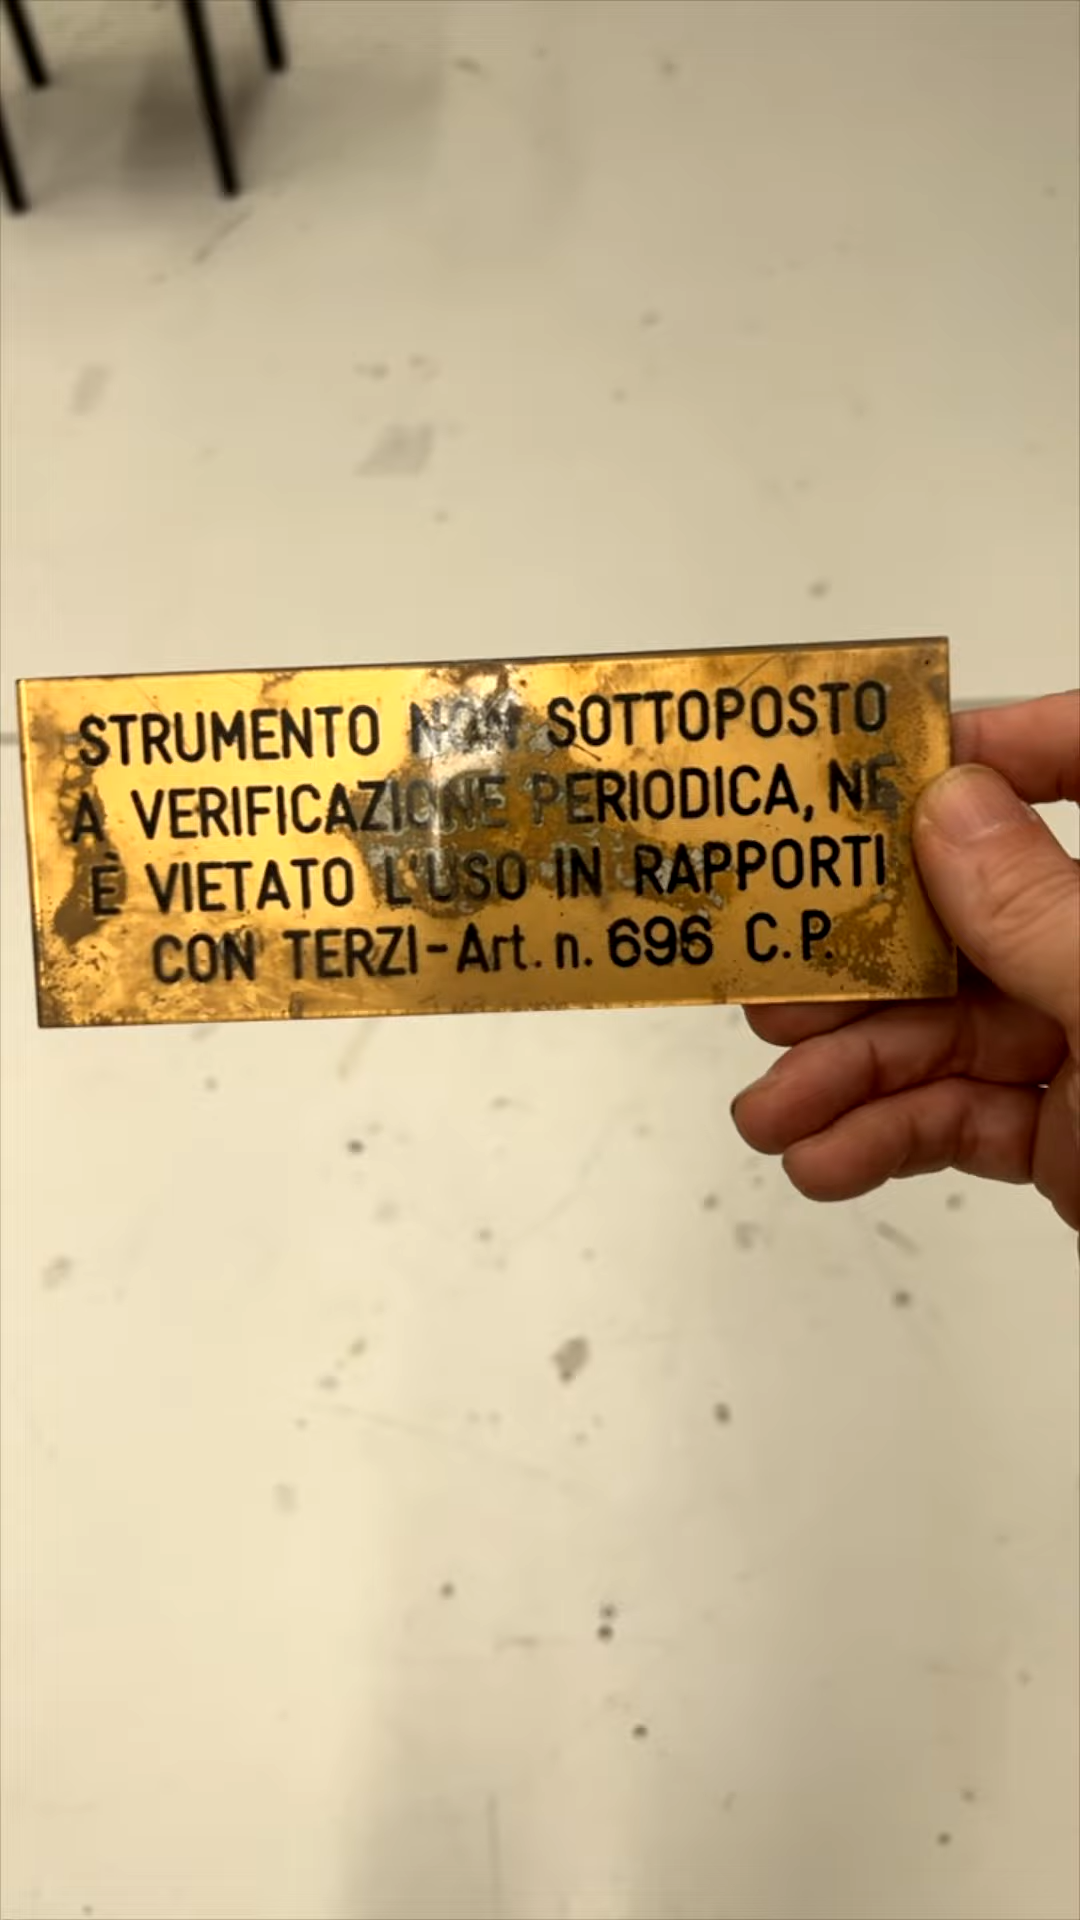 STRUMENTO NON SOTTOPOSTO
A VERIFICAZIONE PERIODICA, NE
È VIETATO L'USO IN RAPPORTI
CON TERZI-Art. n. 696 C.P.